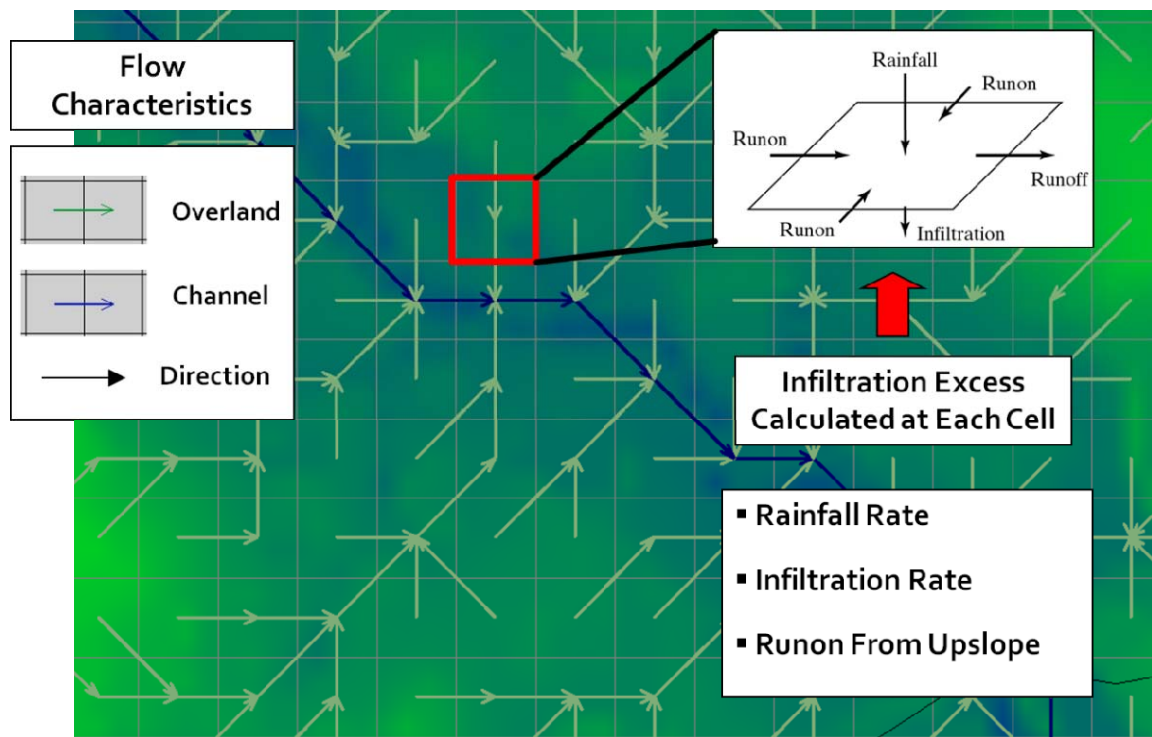 Flow
Characteristics
Overland
Channel
Direction
Rainfall
Runon
Runon
Runoff
Runon
Infiltration
Infiltration Excess
Calculated at Each Cell
▪ Rainfall Rate
▪ Infiltration Rate
▪ Runon From Upslope